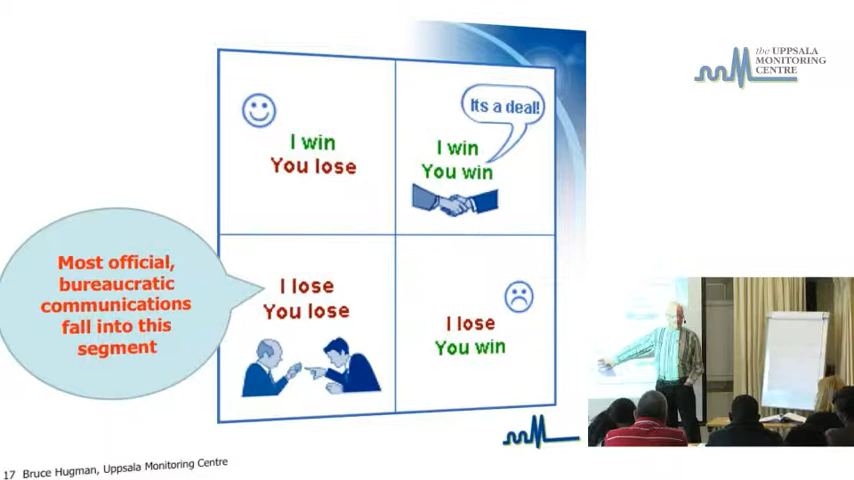 the UPPSALA
MONITORING
CENTRE
I win
You lose
Its a deal!
I win
You win
Most official,
bureaucratic
communications
fall into this
segment
I lose
You lose
I lose
You win
17 Bruce Hugman, Uppsala Monitoring Centre